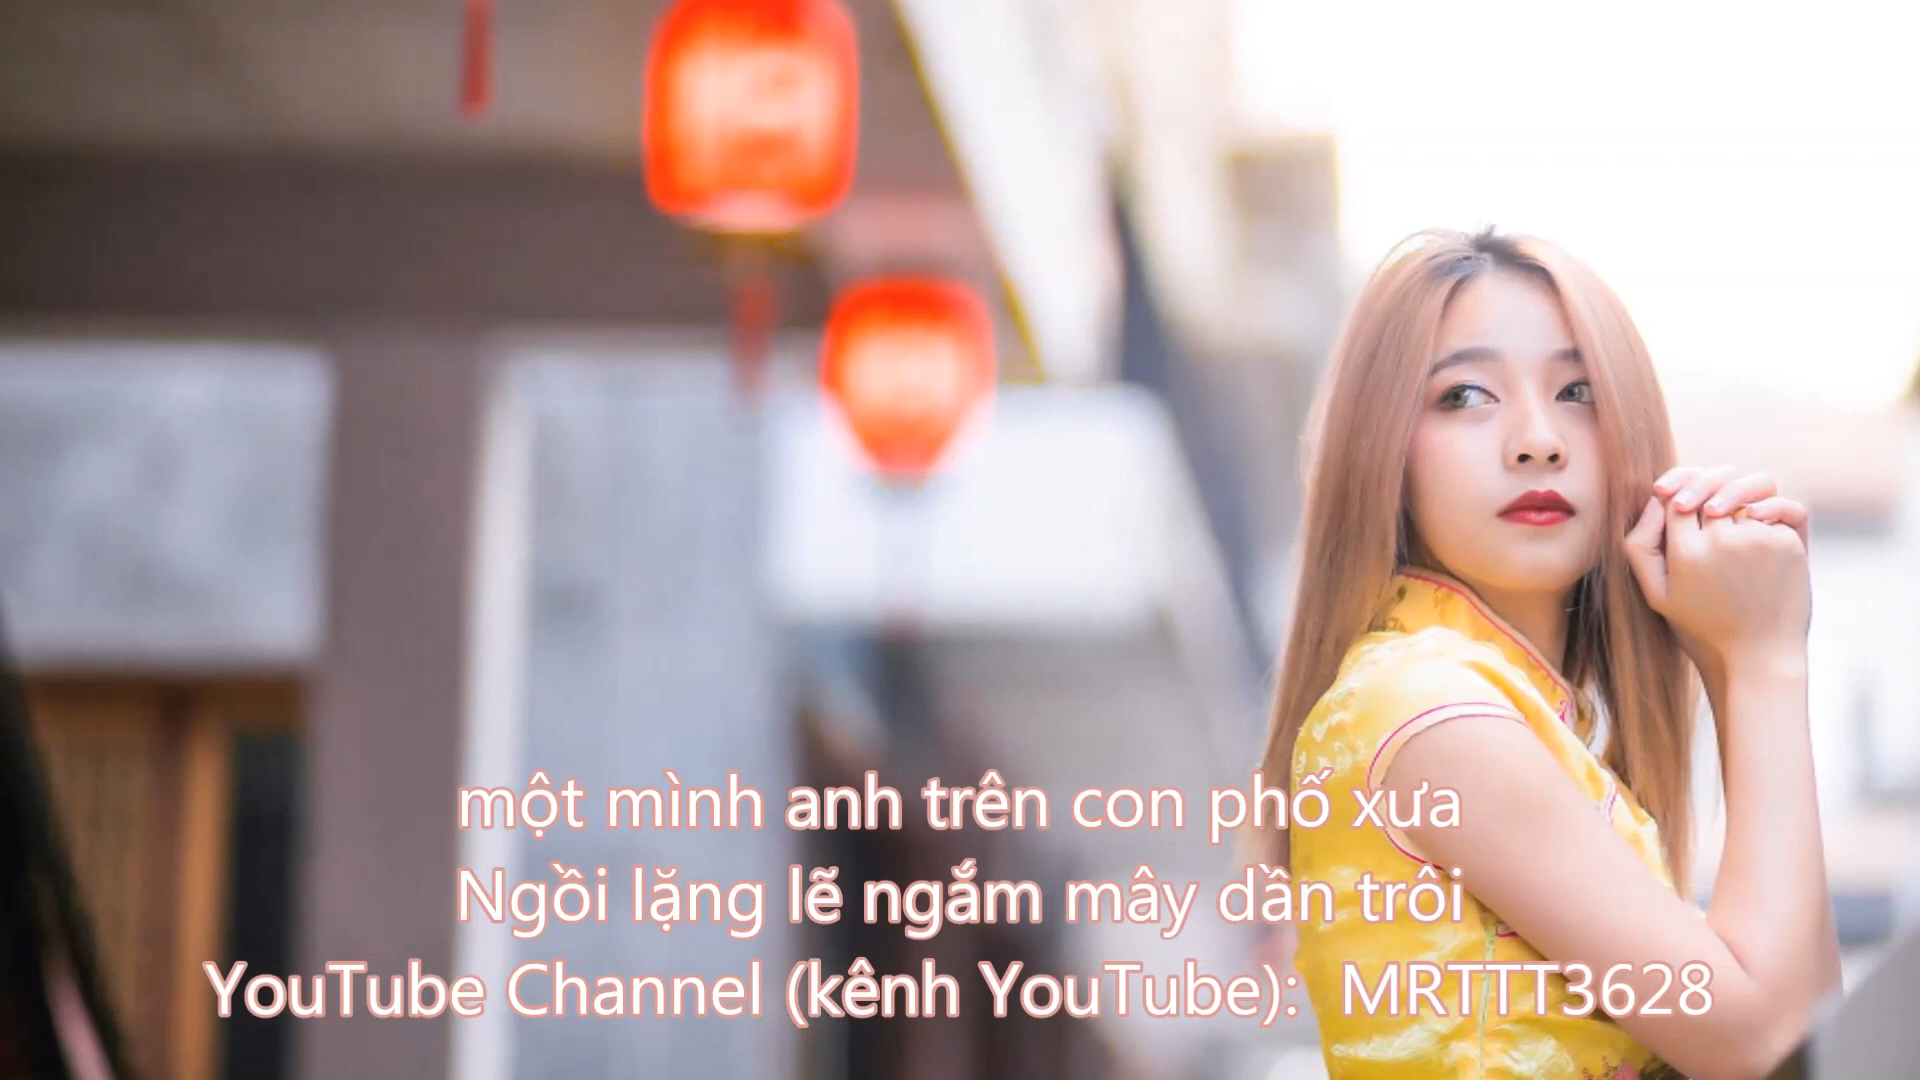 một mình anh trên con phố xưa
Ngồi lặng lẽ ngắm mây dần trôi
YouTube Channel (kênh YouTube):  MRTTT3628